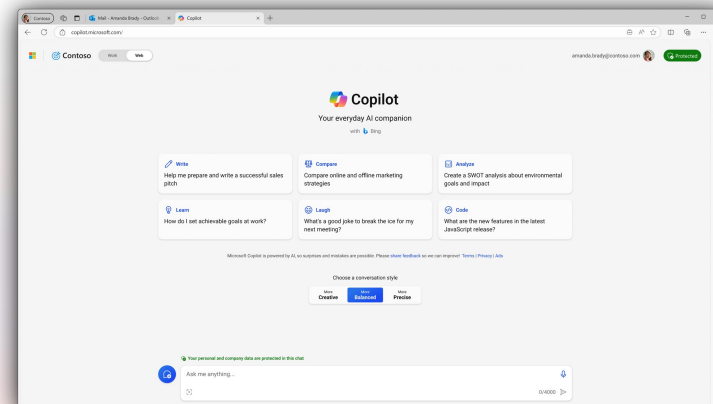 Contoso
Mail - Amanda Brady - Outlook
Copilot
copilot.microsoft.com/
Contoso
Work
Web
amanda.brady@contoso.com
Protected
Copilot
Your everyday AI companion
with Bing
Write
Help me prepare and write a successful sales
pitch
Compare
Compare online and offline marketing
strategies
Analyze
Create a SWOT analysis about environmental
goals and impact
Learn
How do I set achievable goals at work?
Laugh
What's a good joke to break the ice for my
next meeting?
Code
What are the new features in the latest
JavaScript release?
Microsoft Copilot is powered by AI, so surprises and mistakes are possible. Please share feedback so we can improve! Terms | Privacy | Ads
Choose a conversation style
More Creative
More Balanced
More Precise
Your personal and company data are protected in this chat
Ask me anything...
0/4000